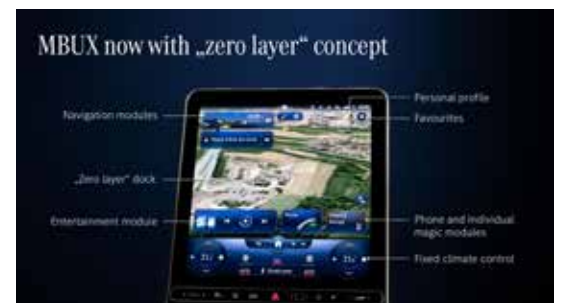 MBUX now with „zero layer“ concept
Personal profile
Navigation modules
Favourites
„Zero layer“ dock
Entertainment module
Phone and individual
magic modules
Fixed climate control